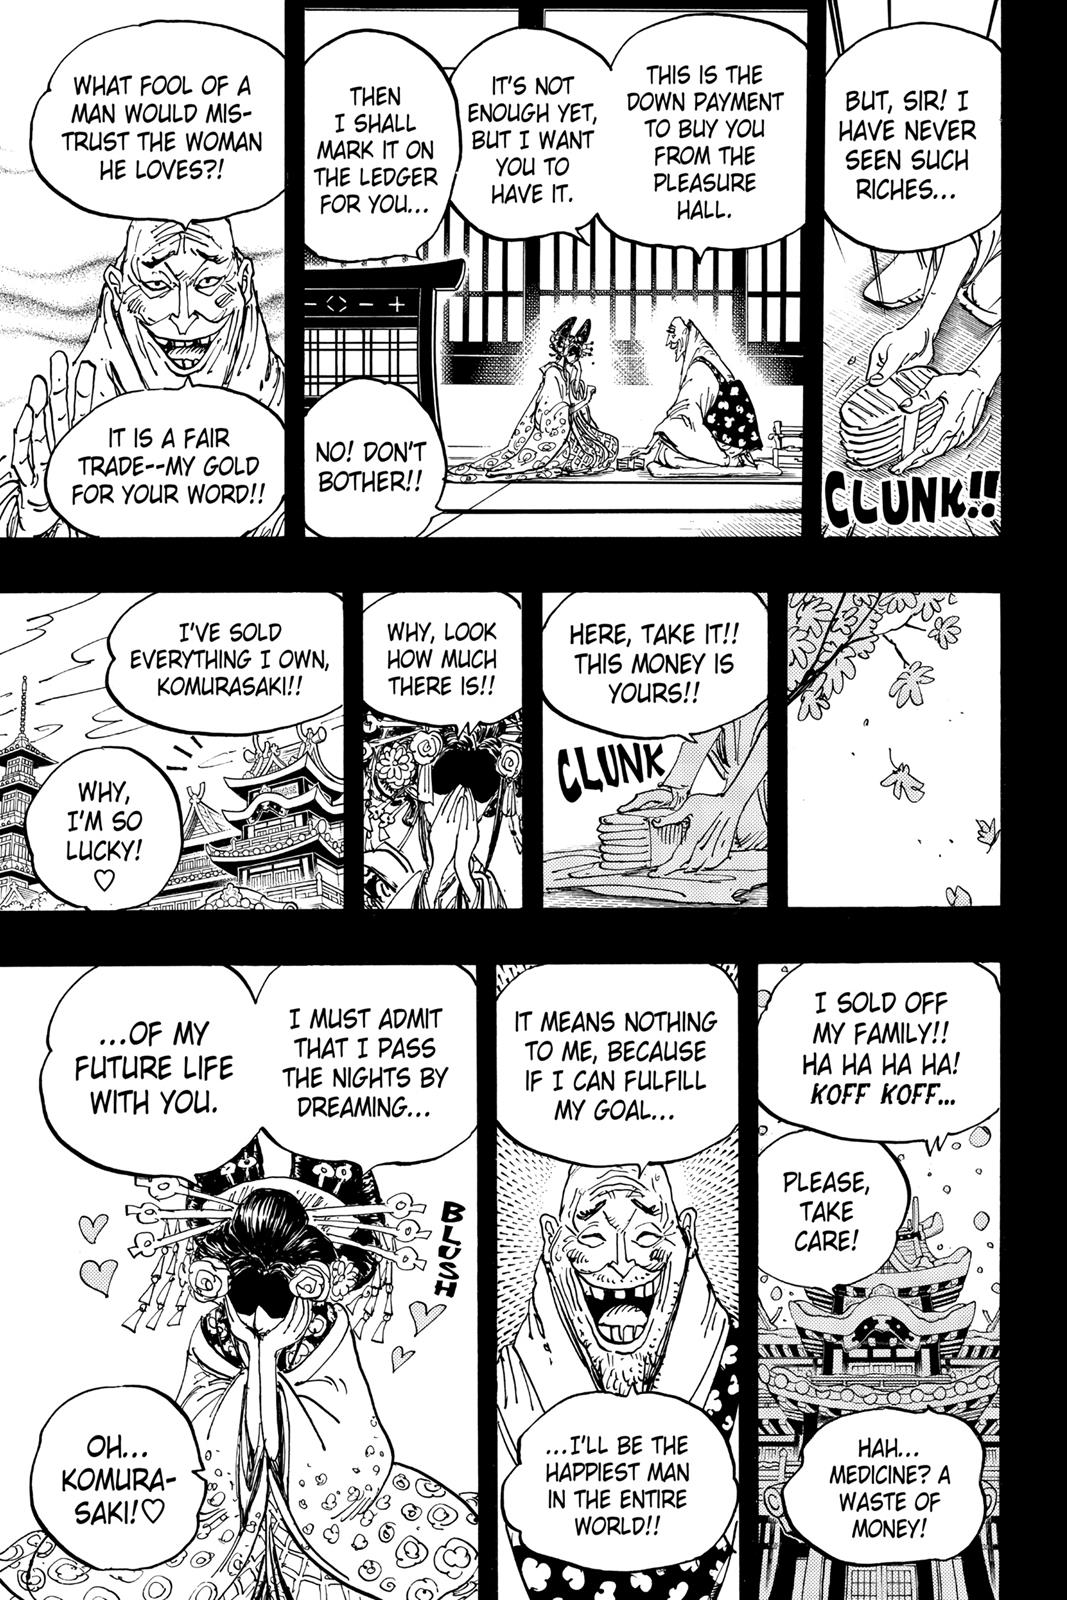 BUT, SIR! I
HAVE NEVER
SEEN SUCH
RICHES...
CLUNK!!
THIS IS THE
DOWN PAYMENT
TO BUY YOU
FROM THE
PLEASURE
HALL.
IT'S NOT
ENOUGH YET,
BUT I WANT
YOU TO
HAVE IT.
THEN
I SHALL
MARK IT ON
THE LEDGER
FOR YOU...
NO! DON'T
BOTHER!!
WHAT FOOL OF A
MAN WOULD MIS-
TRUST THE WOMAN
HE LOVES?!
IT IS A FAIR
TRADE--MY GOLD
FOR YOUR WORD!!
HERE, TAKE IT!!
THIS MONEY IS
YOURS!!
CLUNK
WHY, LOOK
HOW MUCH
THERE IS!!
I'VE SOLD
EVERYTHING I OWN,
KOMURASAKI!!
WHY,
I'M SO
LUCKY!
♡
I SOLD OFF
MY FAMILY!!
HA HA HA HA!
KOFF KOFF...
PLEASE,
TAKE
CARE!
HAH...
MEDICINE? A
WASTE OF
MONEY!
IT MEANS NOTHING
TO ME, BECAUSE
IF I CAN FULFILL
MY GOAL...
...I'LL BE THE
HAPPIEST MAN
IN THE ENTIRE
WORLD!!
I MUST ADMIT
THAT I PASS
THE NIGHTS BY
DREAMING...
...OF MY
FUTURE LIFE
WITH YOU.
BLUSH
OH...
KOMURA-
SAKI!♡